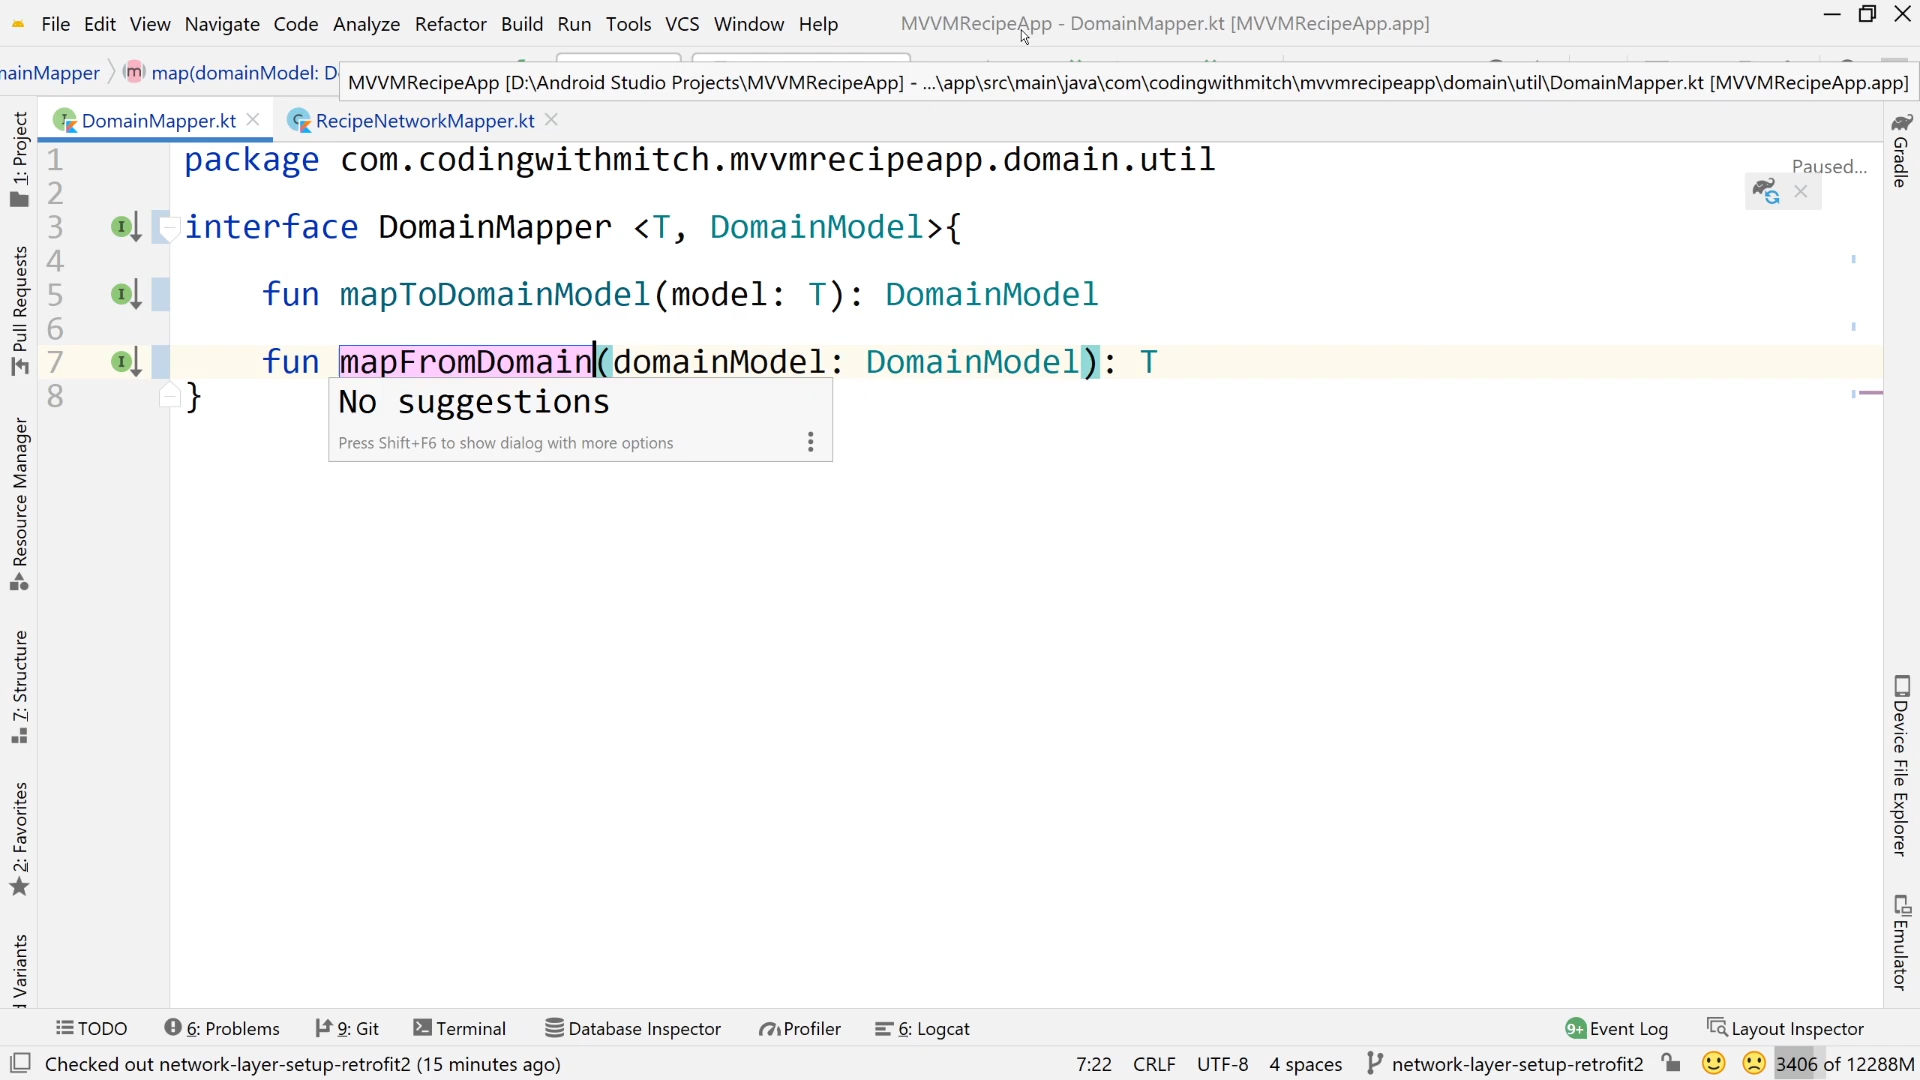 File Edit View Navigate Code Analyze Refactor Build Run Tools VCS Window Help MVVMRecipeApp - DomainMapper.kt [MVVMRecipeApp.app]
ainMapper map(domainModel: D
MVVMRecipeApp [D:\Android Studio Projects\MVVMRecipeApp] - ...\app\src\main\java\com\codingwithmitch\mvvmrecipeapp\domain\util\DomainMapper.kt [MVVMRecipeApp.app]
DomainMapper.kt RecipeNetworkMapper.kt
1 package com.codingwithmitch.mvvmrecipeapp.domain.util
Paused...
2
3 interface DomainMapper <T, DomainModel>{
4
5 fun mapToDomainModel(model: T): DomainModel
6
7 fun mapFromDomain(domainModel: DomainModel): T
8 }
No suggestions
Press Shift+F6 to show dialog with more options
1: Project
Pull Requests
Resource Manager
7: Structure
2: Favorites
Variants
Gradle
Device File Explorer
Emulator
TODO 6: Problems 9: Git Terminal Database Inspector Profiler 6: Logcat 9+ Event Log Layout Inspector
Checked out network-layer-setup-retrofit2 (15 minutes ago) 7:22 CRLF UTF-8 4 spaces network-layer-setup-retrofit2 3406 of 12288M